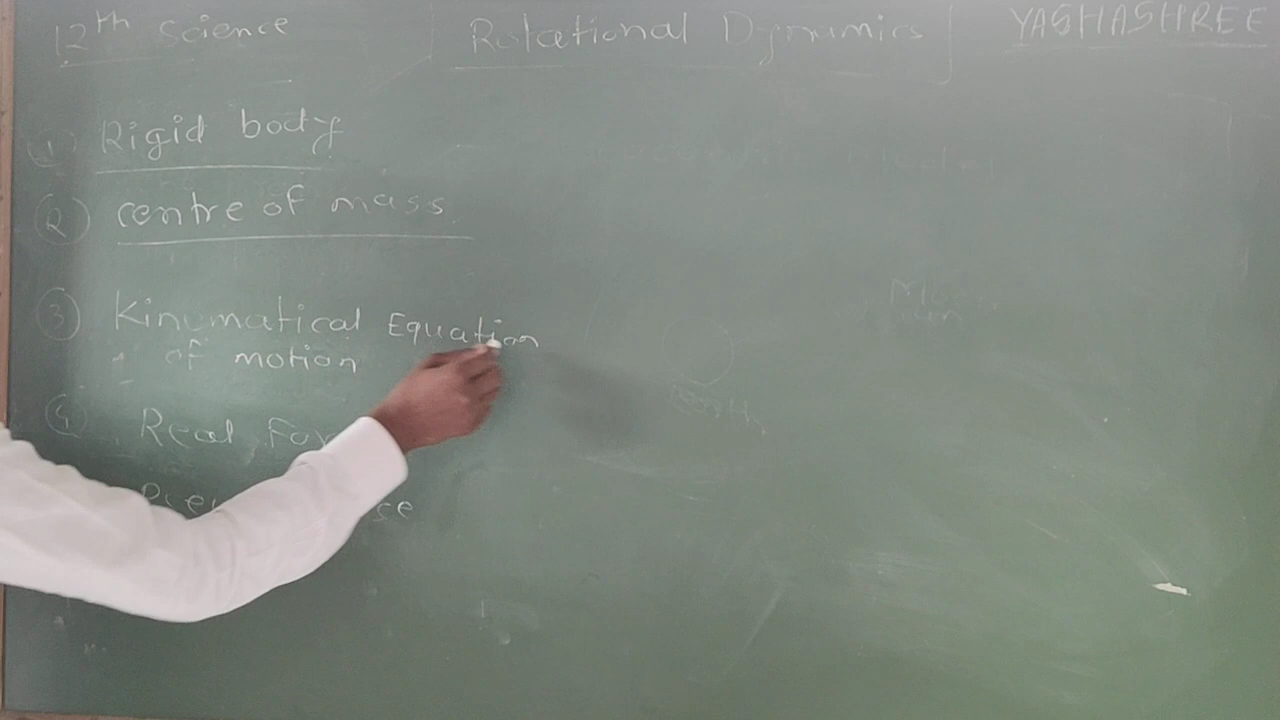 12th Science
Rotational Dynamics
YASHASHREE
1 Rigid body
2 centre of mass.
3 Kinematical Equation
of motion
4 Real